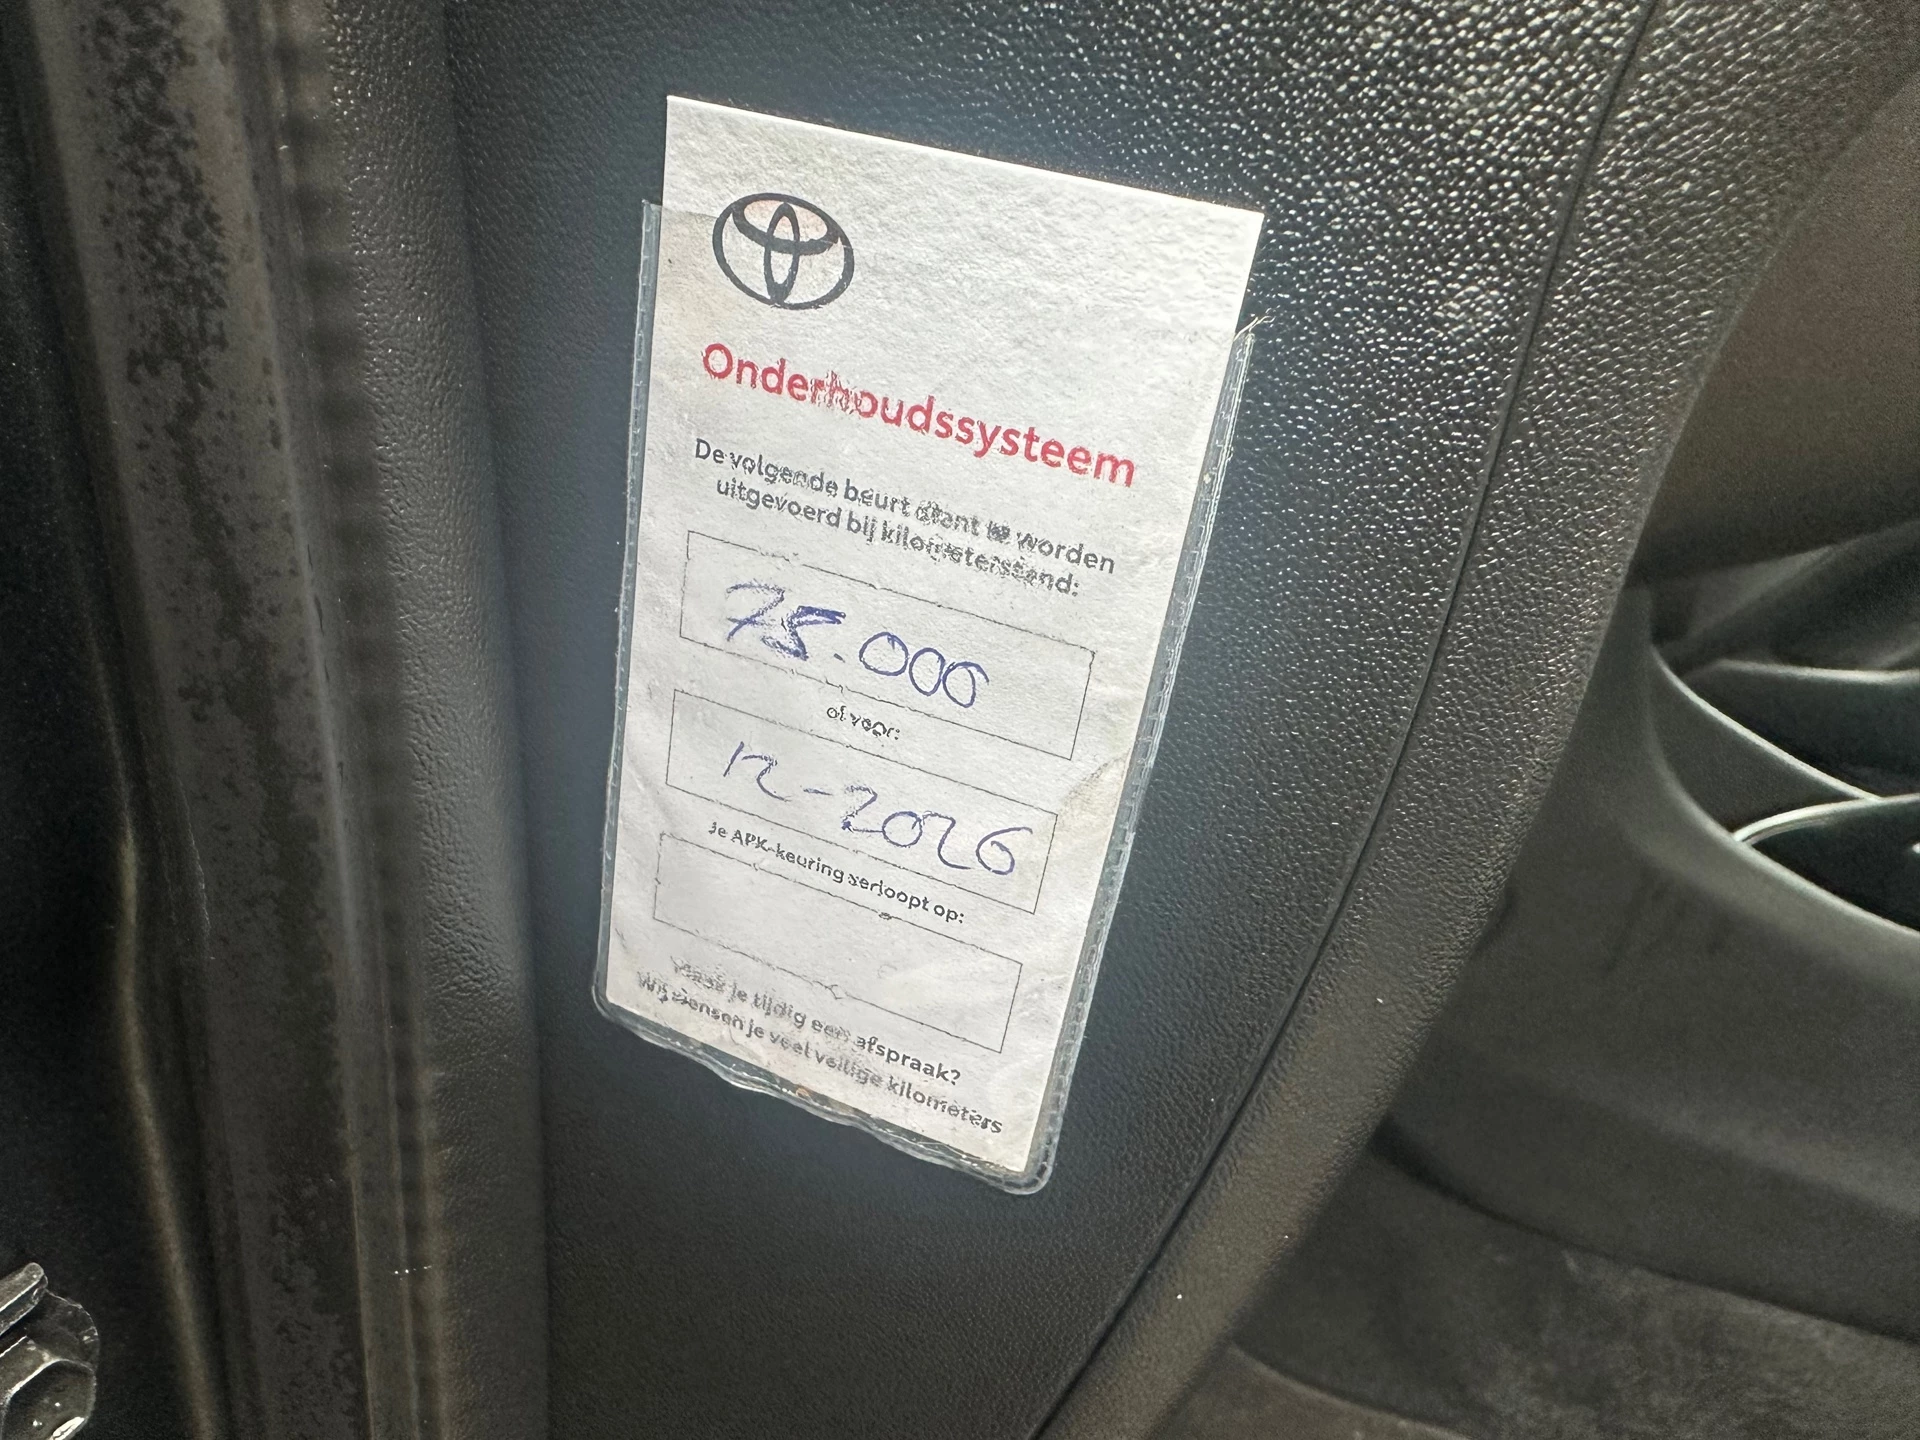 Onderhoudssysteem
De volgende beurt dient te worden
uitgevoerd bij kilometerstand:
75.000
of voor:
12-2026
Je APK-keuring verloopt op:
Maak je tijdig een afspraak?
Wij wensen je veel veilige kilometers